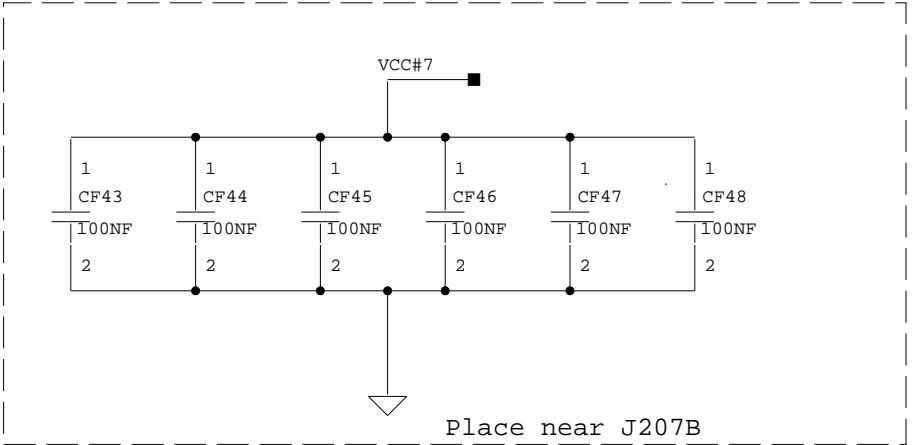 VCC#7
1 1 1 1 1 1
CF43 CF44 CF45 CF46 CF47 CF48
100NF 100NF 100NF 100NF 100NF 100NF
2 2 2 2 2 2
Place near J207B